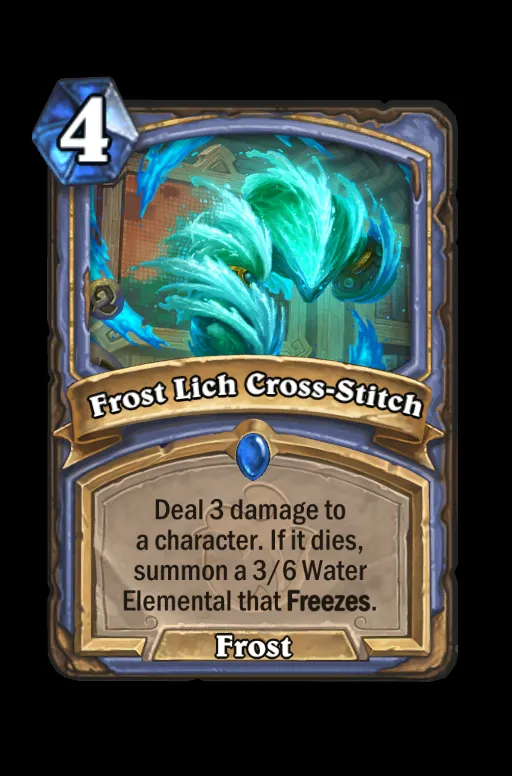 4
Frost Lich Cross-Stitch
Deal 3 damage to
a character. If it dies,
summon a 3/6 Water
Elemental that Freezes.
Frost